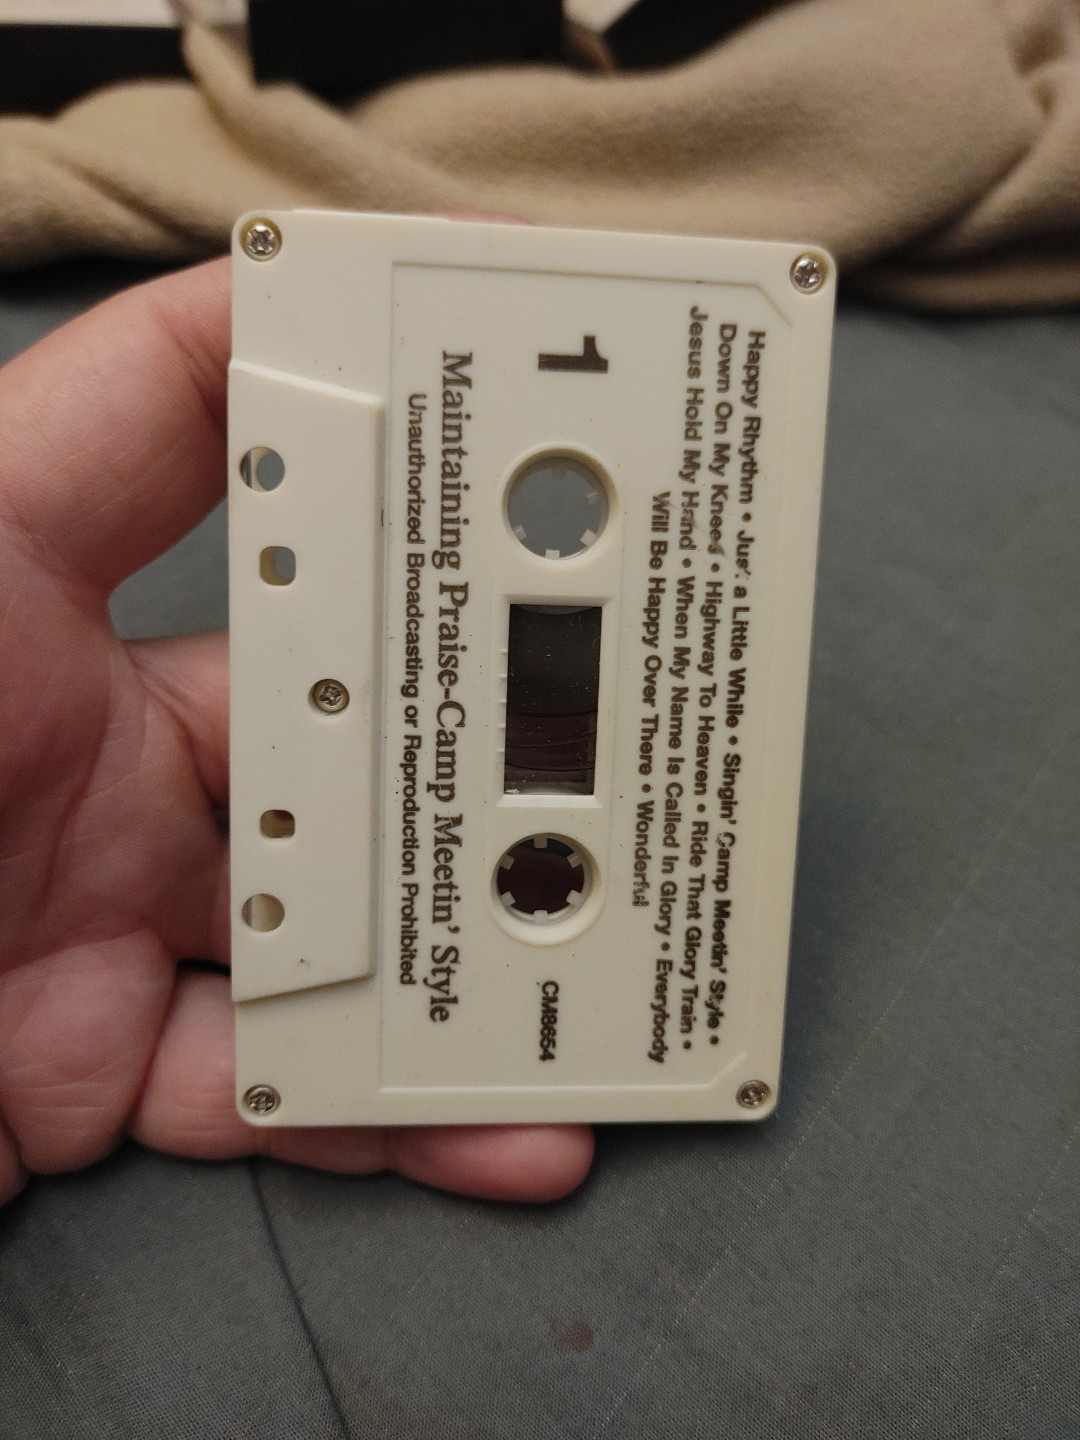 Happy Rhythm • Just a Little While • Singin' Camp Meetin' Style •
Down On My Knees • Highway To Heaven • Ride That Glory Train •
Jesus Hold My Hand • When My Name Is Called In Glory • Everybody
Will Be Happy Over There • Wonderful
1
CM8654
Maintaining Praise-Camp Meetin' Style
Unauthorized Broadcasting or Reproduction Prohibited